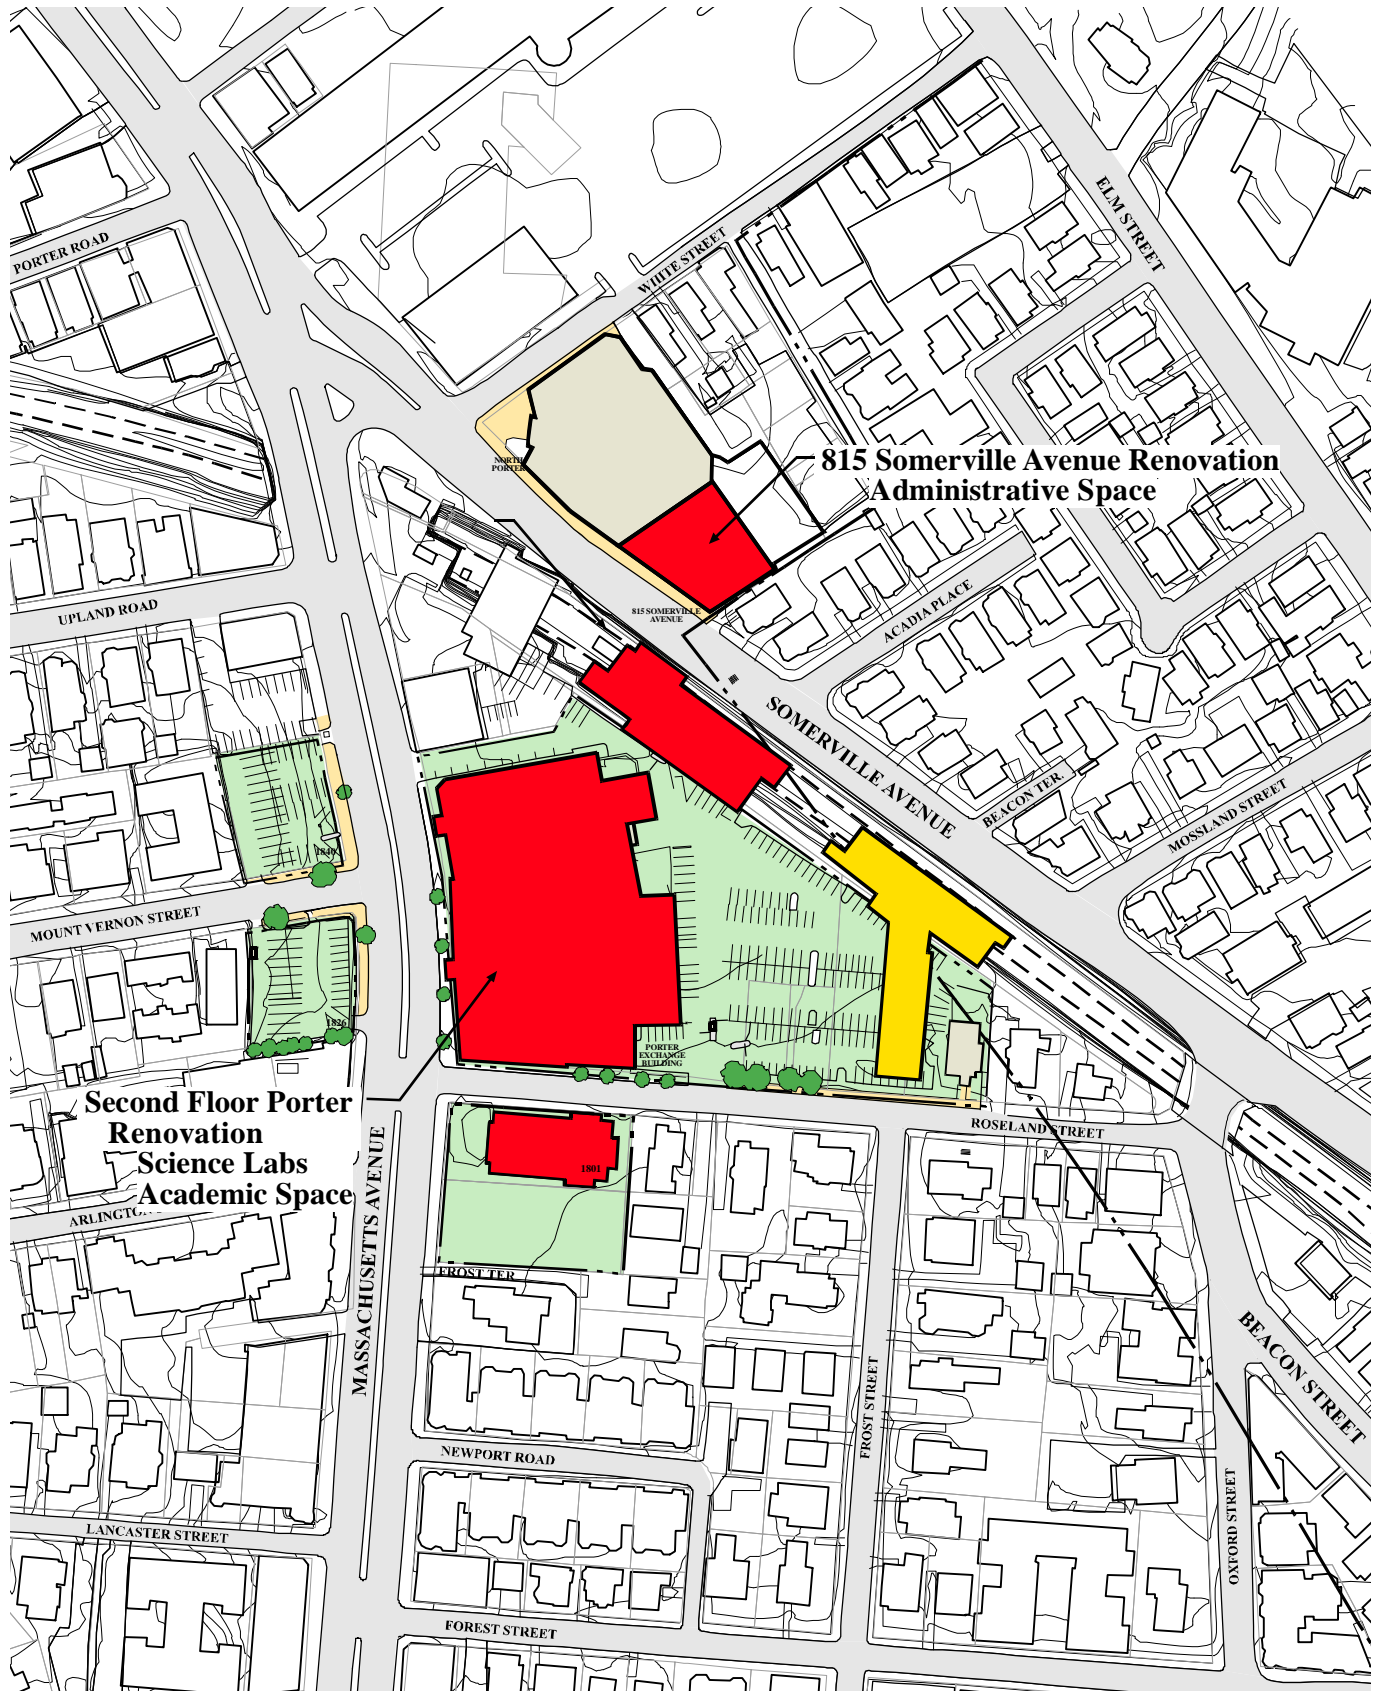 PORTER ROAD
WHITE STREET
ELM STREET
NORTH
PORTER
815 Somerville Avenue Renovation
Administrative Space
UPLAND ROAD
815 SOMERVILLE
AVENUE
ACADIA PLACE
SOMERVILLE AVENUE
BEACON TER.
MOSSLAND STREET
1840
MOUNT VERNON STREET
1826
PORTER
EXCHANGE
BUILDING
Second Floor Porter
Renovation
Science Labs
Academic Space
ROSELAND STREET
1801
ARLINGTON
MASSACHUSETTS AVENUE
FROST TER.
BEACON STREET
FROST STREET
NEWPORT ROAD
OXFORD STREET
LANCASTER STREET
FOREST STREET